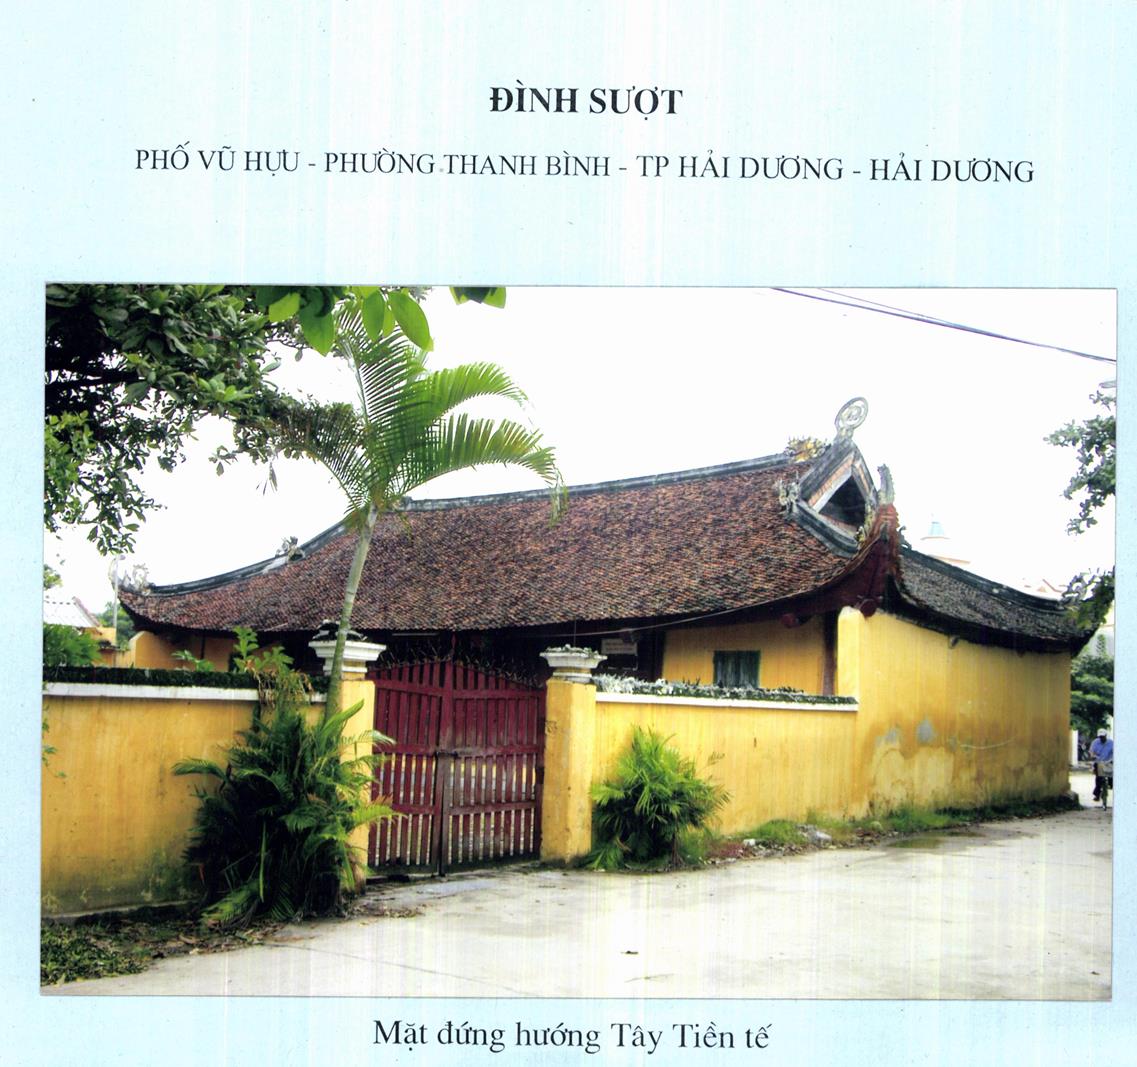 ĐÌNH SƯỢT
PHỐ VŨ HỰU - PHƯỜNG THANH BÌNH - TP HẢI DƯƠNG - HẢI DƯƠNG
Mặt đứng hướng Tây Tiền tế